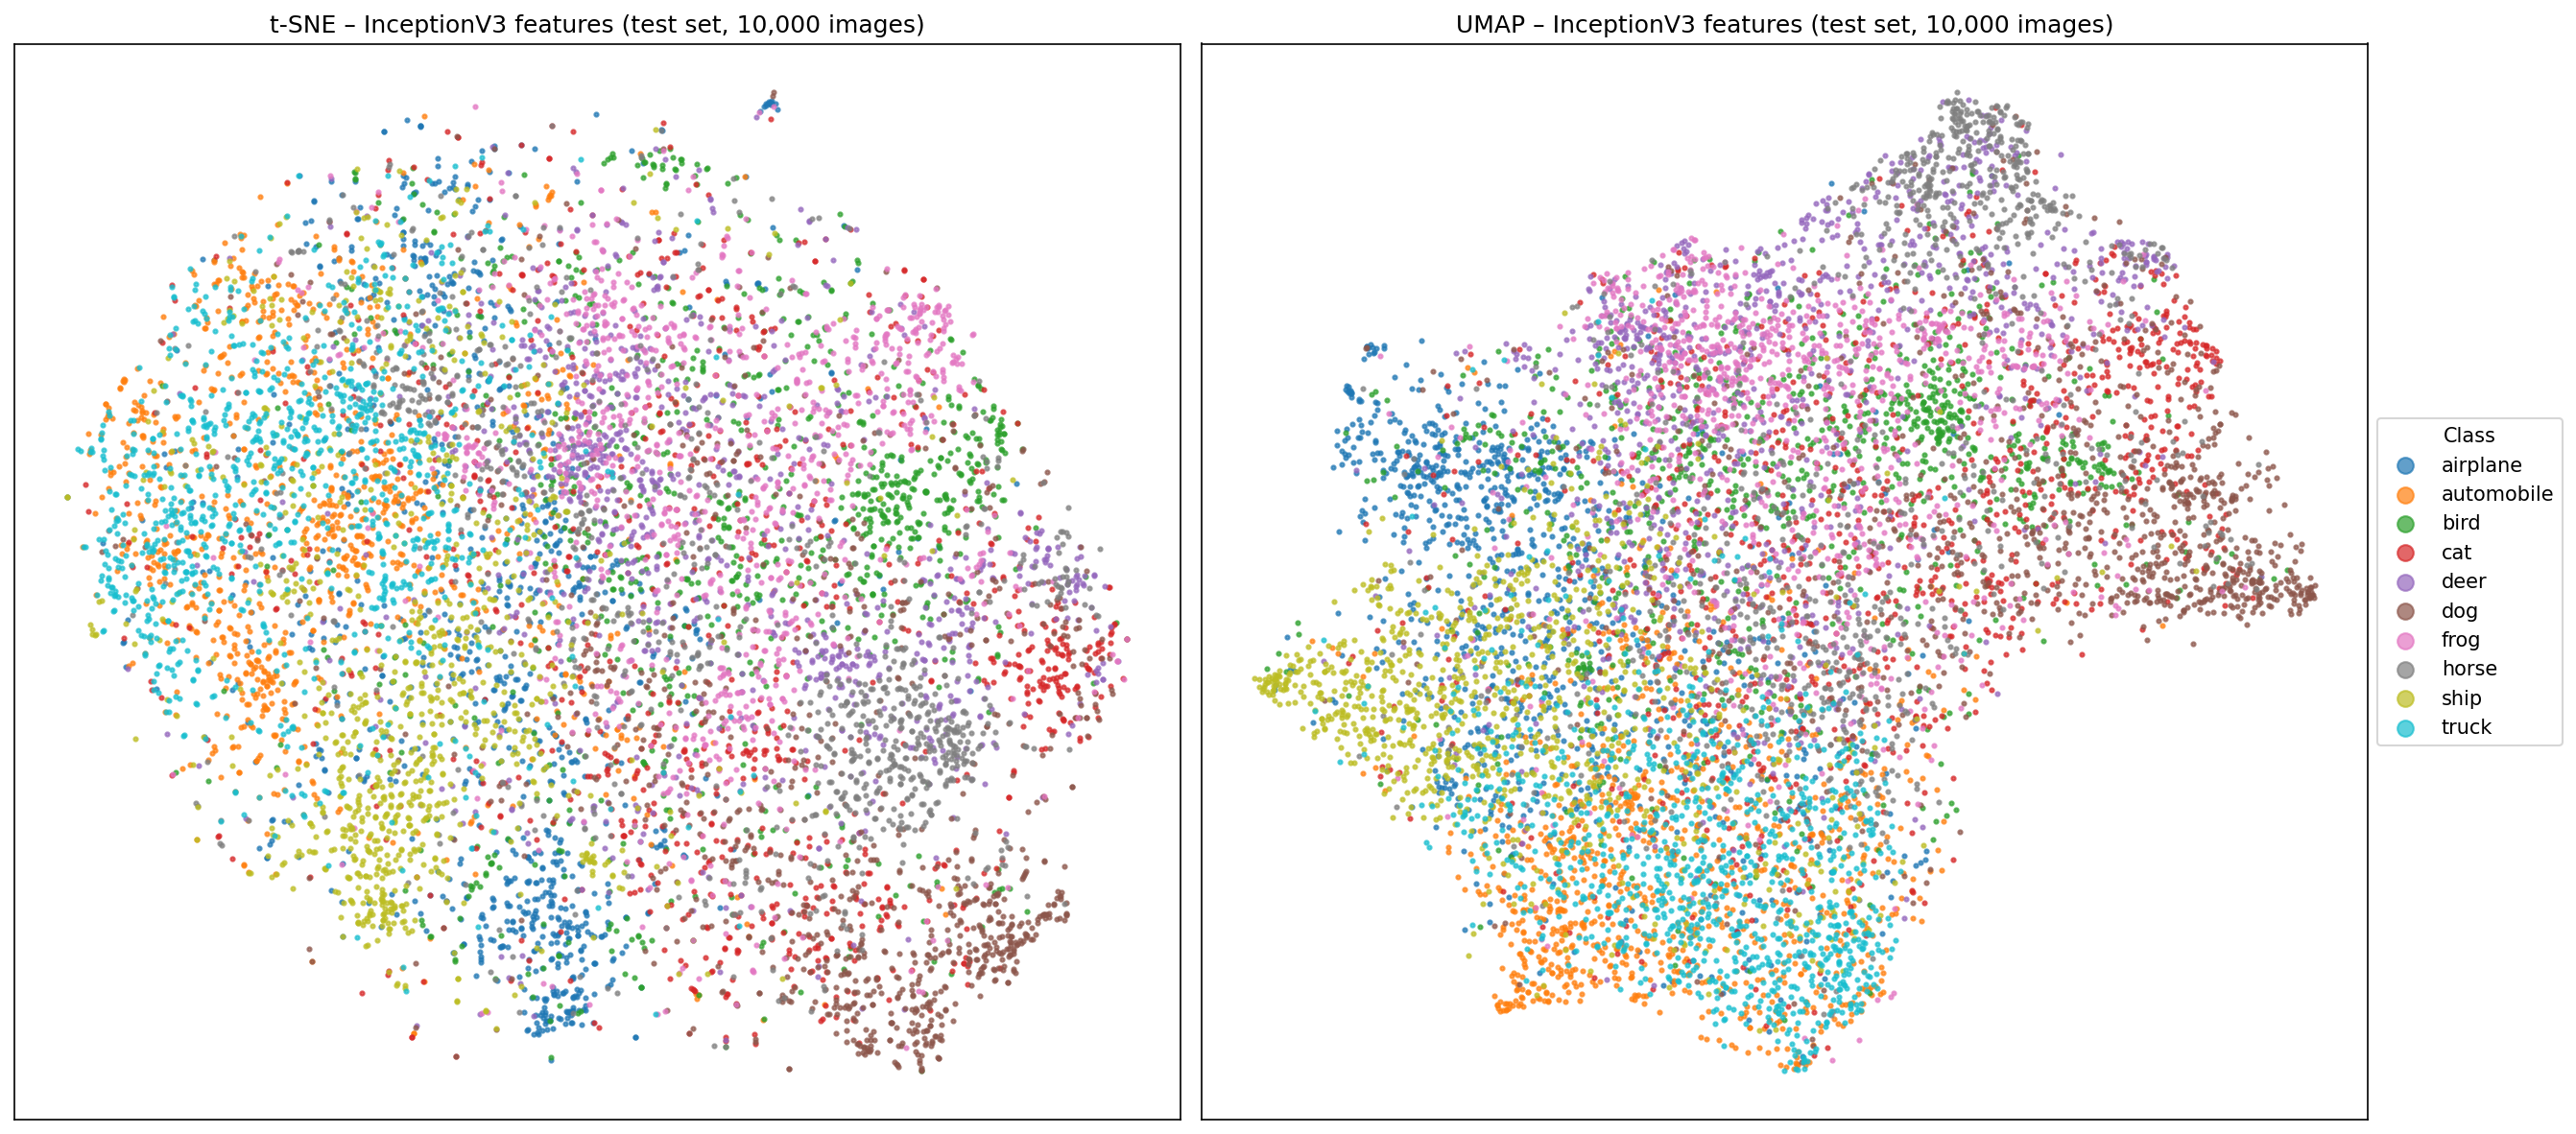 t-SNE – InceptionV3 features (test set, 10,000 images)
UMAP – InceptionV3 features (test set, 10,000 images)
Class
airplane
automobile
bird
cat
deer
dog
frog
horse
ship
truck